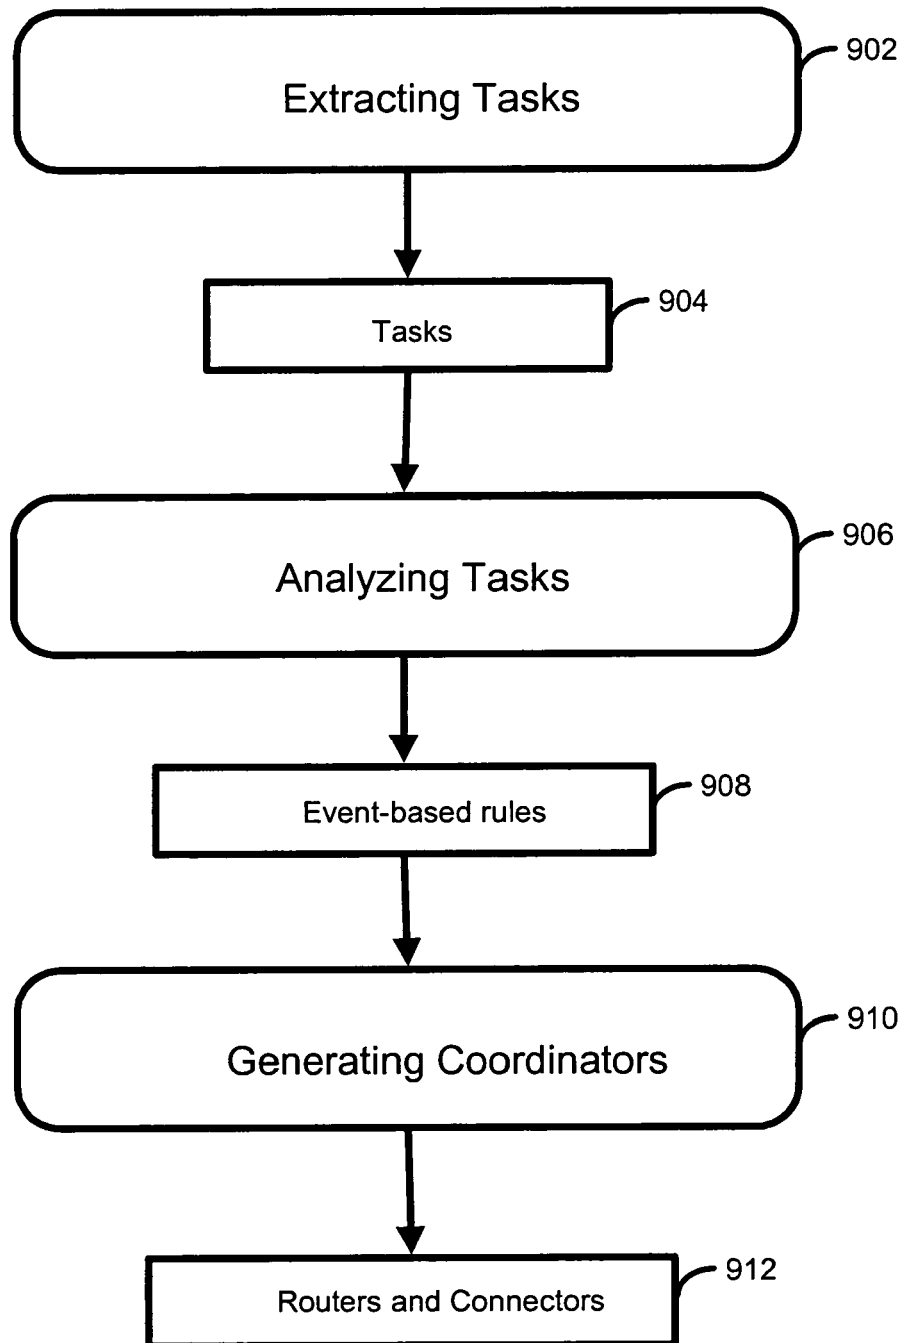 902
Extracting Tasks
904
Tasks
906
Analyzing Tasks
908
Event-based rules
910
Generating Coordinators
912
Routers and Connectors